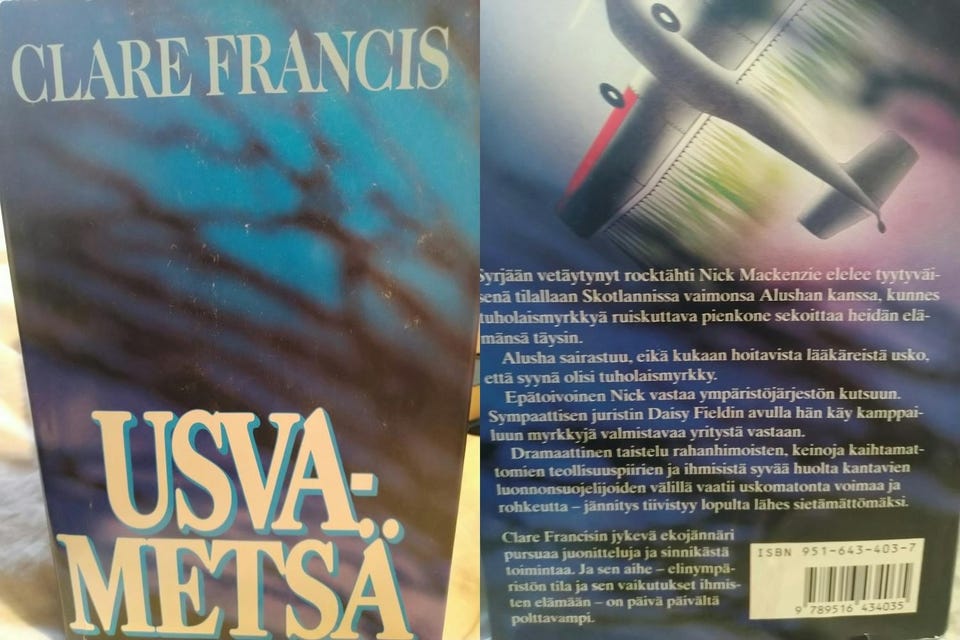 CLARE FRANCIS
USVA-
METSÄ
Syrjään vetäytynyt rocktähti Nick Mackenzie elelee tyytyväi-
senä tilallaan Skotlannissa vaimonsa Alushan kanssa, kunnes
tuholaismyrkkyä ruiskuttava pienkone sekoittaa heidän elä-
mänsä täysin.
Alusha sairastuu, eikä kukaan hoitavista lääkäreistä usko,
että syynä olisi tuholaismyrkky.
Epätoivoinen Nick vastaa ympäristöjärjestön kutsuun.
Sympaattisen juristin Daisy Fieldin avulla hän käy kamppai-
luun myrkkyjä valmistavaa yritystä vastaan.
Dramaattinen taistelu rahanhimoisten, keinoja kaihtamat-
tomien teollisuuspiirien ja ihmisistä syvää huolta kantavien
luonnonsuojelijoiden välillä vaatii uskomatonta voimaa ja
rohkeutta – jännitys tiivistyy lopulta lähes sietämättömäksi.
Clare Francisin jykevä ekojännäri
pursuaa juonitteluja ja sinnikästä
toimintaa. Ja sen aihe – elinympä-
ristön tila ja sen vaikutukset ihmis-
ten elämään – on päivä päivältä
polttavampi.
ISBN 951-643-403-7
9 789516 434035